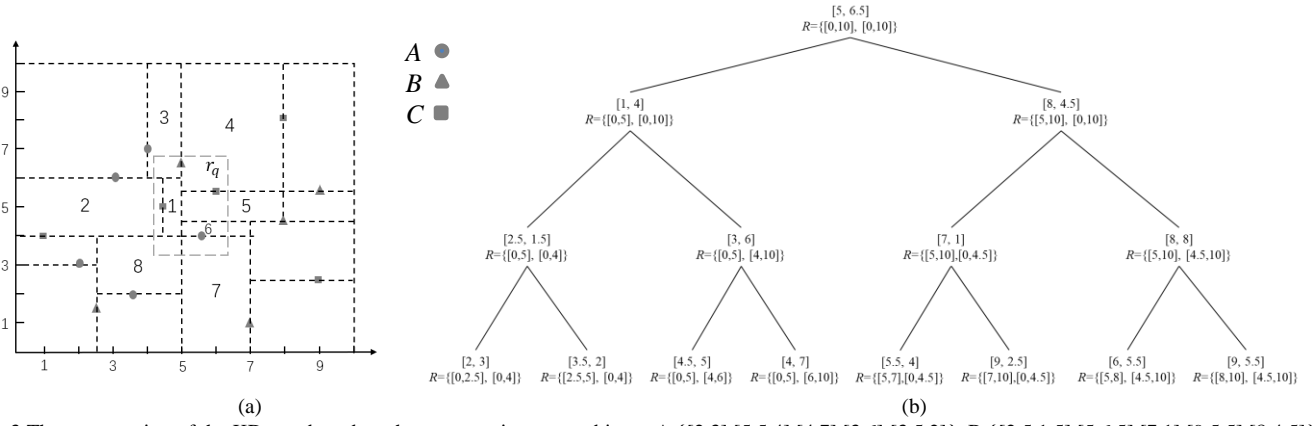 A
B
C
9
7
5
3
1
1
3
5
7
9
3
4
r_q
2
1
5
6
8
7
(a)
[5, 6.5]
R={[0,10], [0,10]}
[1, 4]
R={[0,5], [0,10]}
[8, 4.5]
R={[5,10], [0,10]}
[2.5, 1.5]
R={[0,5], [0,4]}
[3, 6]
R={[0,5], [4,10]}
[7, 1]
R={[5,10],[0,4.5]}
[8, 8]
R={[5,10], [4.5,10]}
[2, 3]
R={[0,2.5], [0,4]}
[3.5, 2]
R={[2.5,5], [0,4]}
[4.5, 5]
R={[0,5], [4,6]}
[4, 7]
R={[0,5], [6,10]}
[5.5, 4]
R={[5,7],[0,4.5]}
[9, 2.5]
R={[7,10],[0,4.5]}
[6, 5.5]
R={[5,8], [4.5,10]}
[9, 5.5]
R={[8,10], [4.5,10]}
(b)